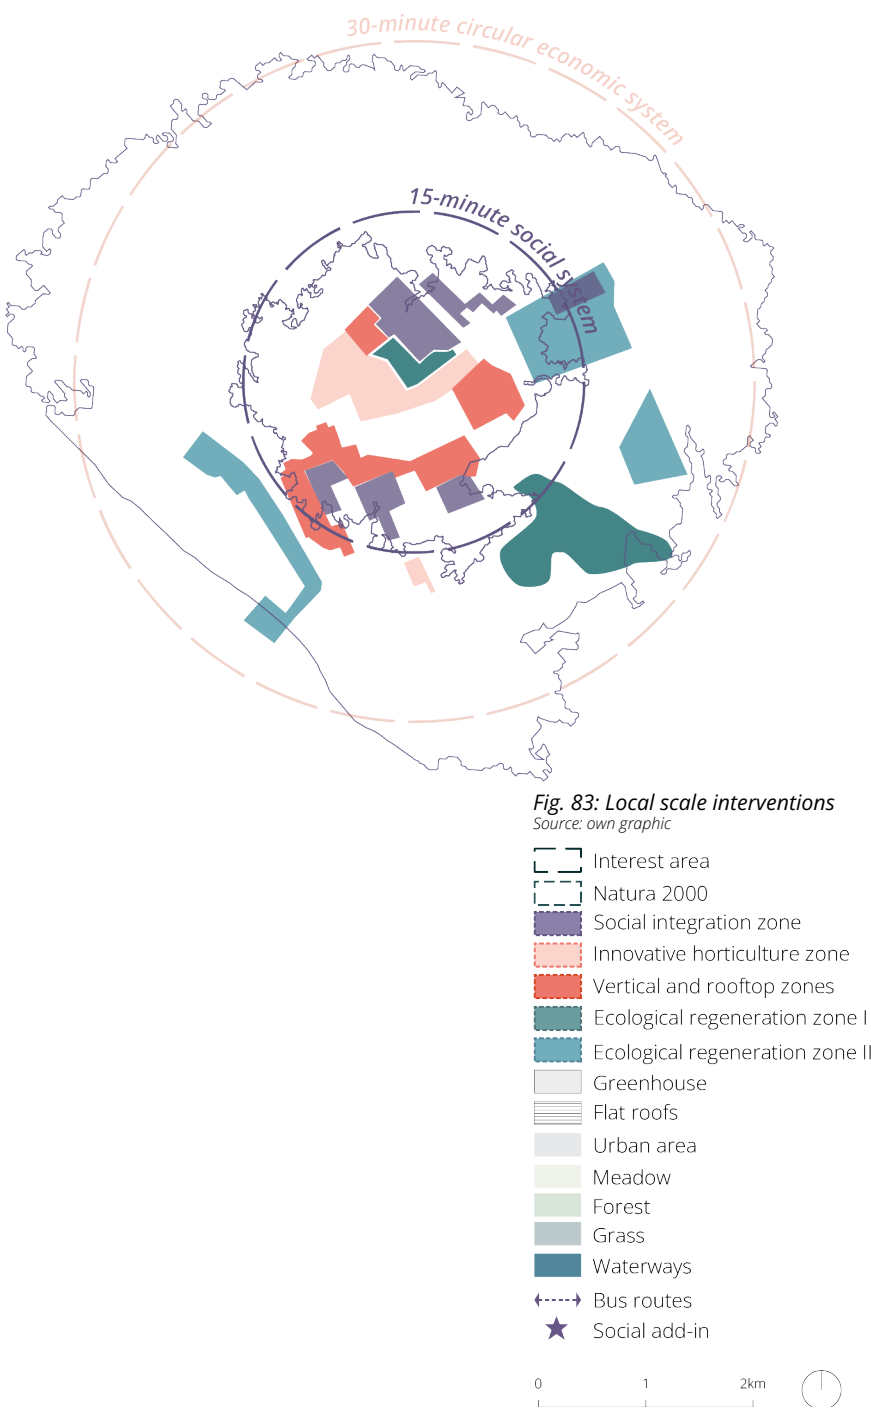 30-minute circular economic system
15-minute social system
Fig. 83: Local scale interventions
Source: own graphic
Interest area
Natura 2000
Social integration zone
Innovative horticulture zone
Vertical and rooftop zones
Ecological regeneration zone I
Ecological regeneration zone II
Greenhouse
Flat roofs
Urban area
Meadow
Forest
Grass
Waterways
Bus routes
Social add-in
0 1 2km